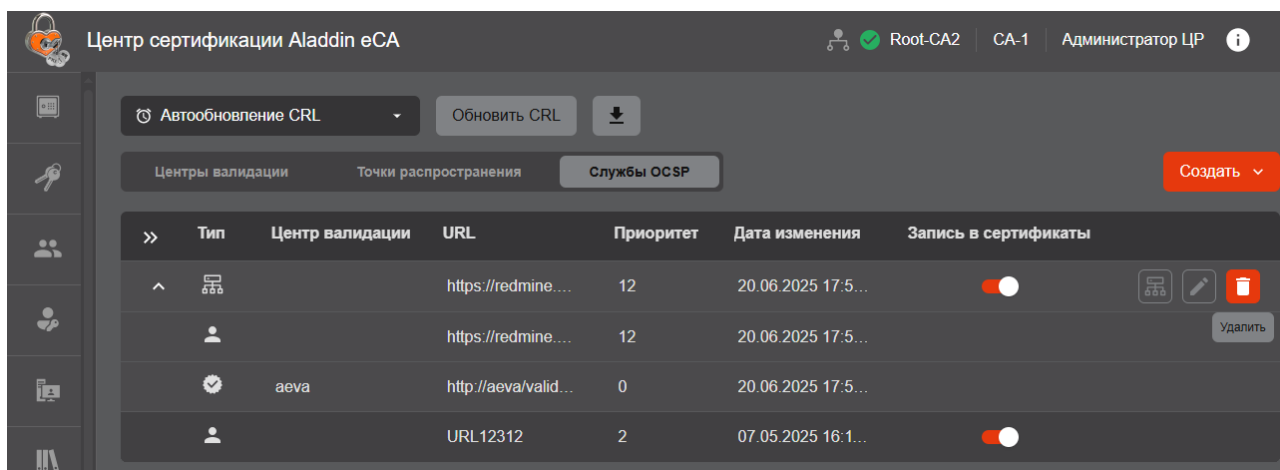 Центр сертификации Aladdin eCA Root-CA2 CA-1 Администратор ЦР i
Автообновление CRL Обновить CRL
Центры валидации Точки распространения Службы OCSP Создать
Тип Центр валидации URL Приоритет Дата изменения Запись в сертификаты
https://redmine.... 12 20.06.2025 17:5...
Удалить
https://redmine.... 12 20.06.2025 17:5...
aeva http://aeva/valid... 0 20.06.2025 17:5...
URL12312 2 07.05.2025 16:1...